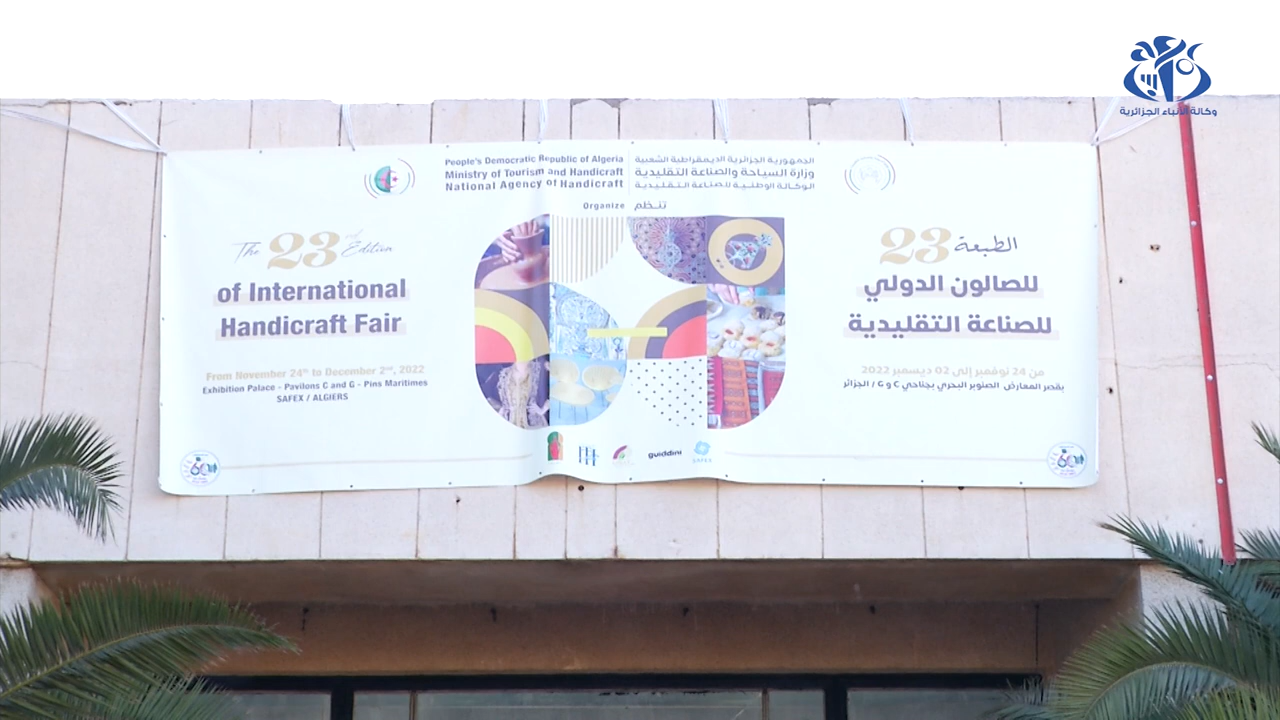 وكالة الأنباء الجزائرية
People's Democratic Republic of Algeria
Ministry of Tourism and Handicraft
National Agency of Handicraft
الجمهورية الجزائرية الديمقراطية الشعبية
وزارة السياحة والصناعة التقليدية
الوكالة الوطنية للصناعة التقليدية
Organize تنظم
The 23rd Edition
of International
Handicraft Fair
From November 24th to December 2nd, 2022
Exhibition Palace - Pavilons C and G - Pins Maritimes
SAFEX / ALGIERS
الطبعة 23
للصالون الدولي
للصناعة التقليدية
من 24 نوفمبر إلى 02 ديسمبر 2022
بقصر المعارض الصنوبر البحري بجناحي C و G / الجزائر
guiddini
SAFEX
60
60